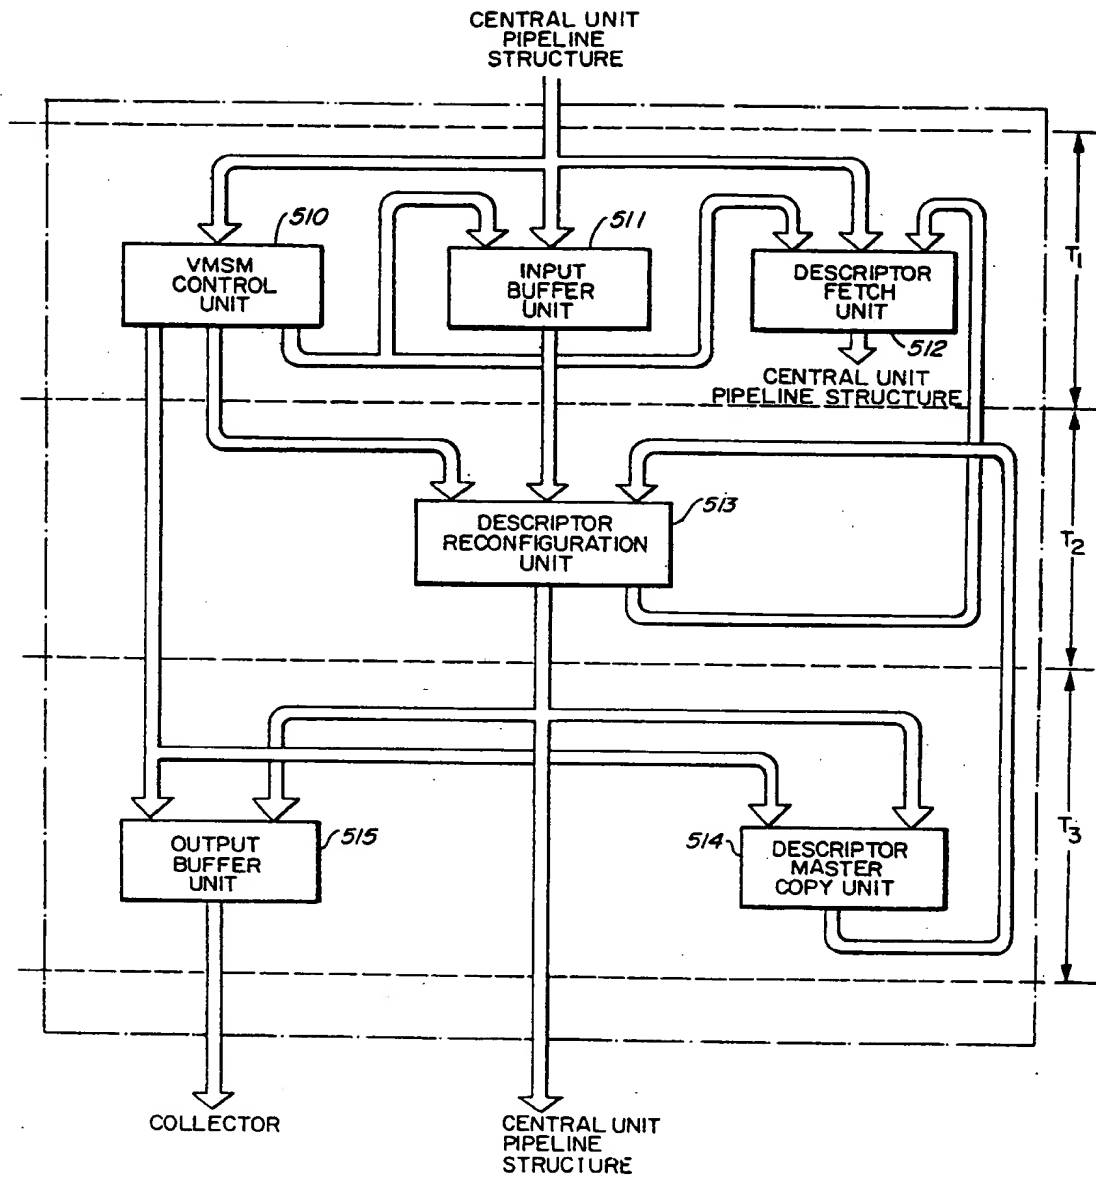 CENTRAL UNIT
PIPELINE
STRUCTURE
510
511
VMSM
CONTROL
UNIT
INPUT
BUFFER
UNIT
DESCRIPTOR
FETCH
UNIT
512
CENTRAL UNIT
PIPELINE STRUCTURE
T1
513
DESCRIPTOR
RECONFIGURATION
UNIT
T2
515
OUTPUT
BUFFER
UNIT
514
DESCRIPTOR
MASTER
COPY UNIT
T3
COLLECTOR
CENTRAL UNIT
PIPELINE
STRUCTURE